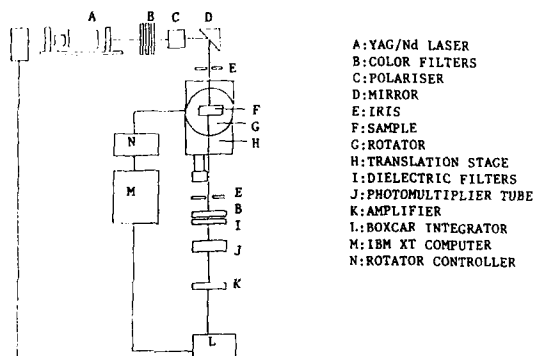 A
B
C
D
E
F
G
H
N
M
E
B
I
J
K
L
A:YAG/Nd LASER
B:COLOR FILTERS
C:POLARISER
D:MIRROR
E:IRIS
F:SAMPLE
G:ROTATOR
H:TRANSLATION STAGE
I:DIELECTRIC FILTERS
J:PHOTOMULTIPLIER TUBE
K:AMPLIFIER
L:BOXCAR INTEGRATOR
M:IBM XT COMPUTER
N:ROTATOR CONTROLLER